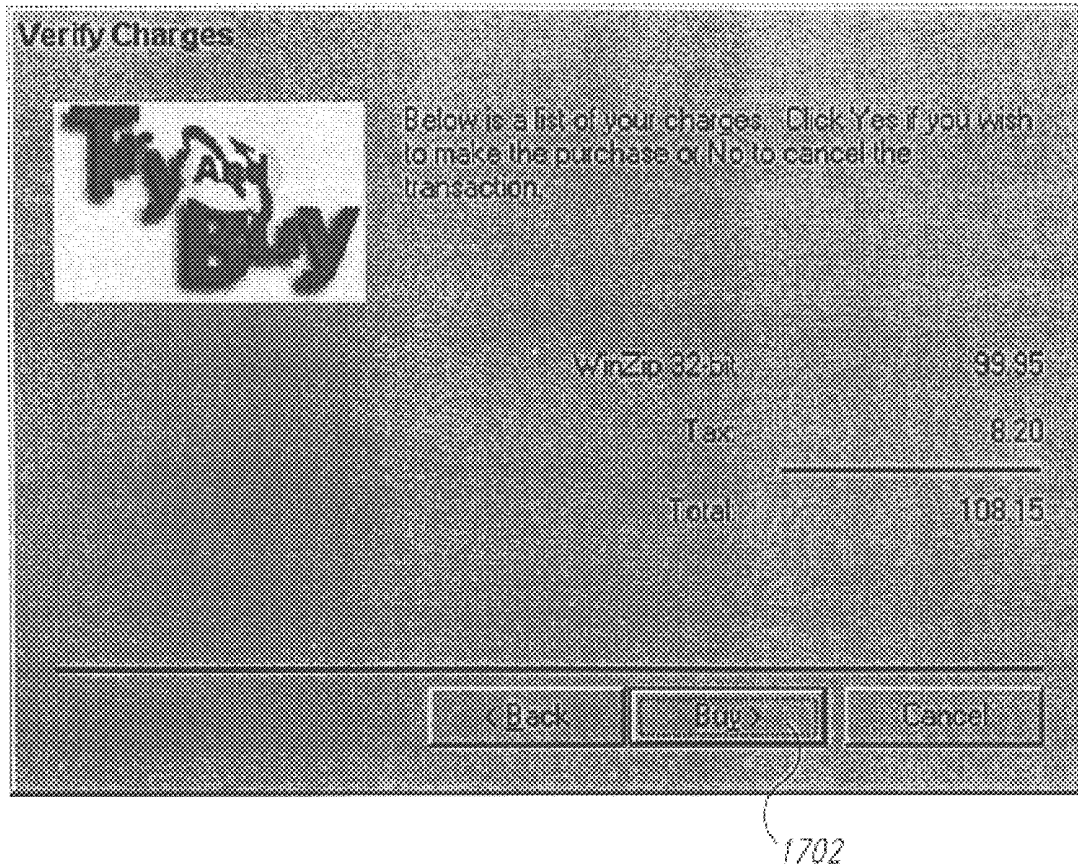 Verify Charges
Try And Buy
Below is a list of your charges. Click Yes if you wish
to make the purchase or No to cancel the
transaction.
WinZip 32-bit 99.95
Tax: 8.20
Total: 108.15
< Back Buy > Cancel
1702